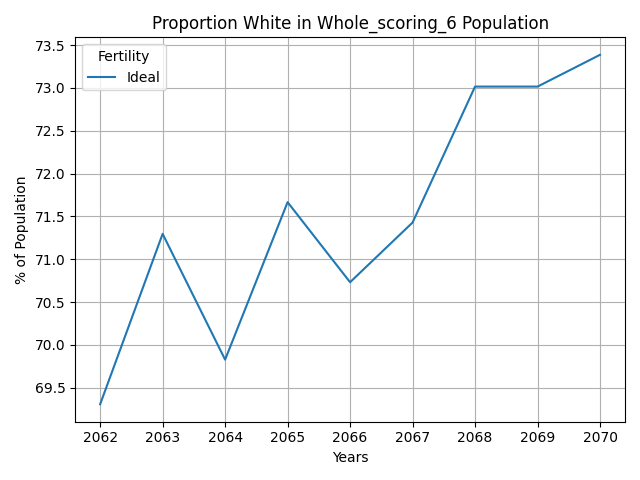 Proportion White in Whole_scoring_6 Population
Fertility
Ideal
% of Population
73.5
73.0
72.5
72.0
71.5
71.0
70.5
70.0
69.5
2062 2063 2064 2065 2066 2067 2068 2069 2070
Years